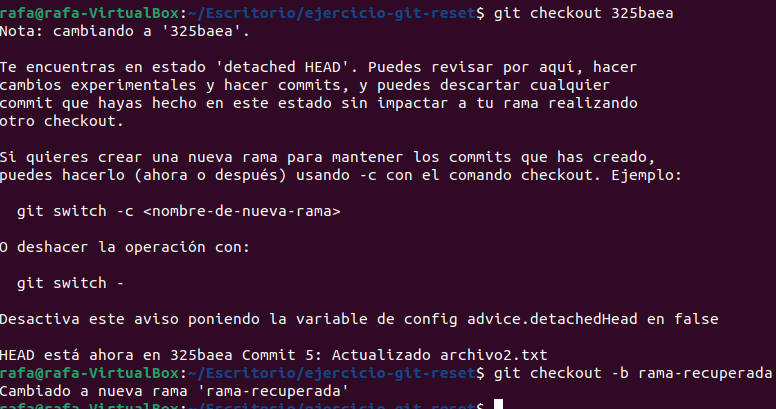 rafa@rafa-VirtualBox:~/Escritorio/ejercicio-git-reset$ git checkout 325baea
Nota: cambiando a '325baea'.
Te encuentras en estado 'detached HEAD'. Puedes revisar por aquí, hacer
cambios experimentales y hacer commits, y puedes descartar cualquier
commit que hayas hecho en este estado sin impactar a tu rama realizando
otro checkout.
Si quieres crear una nueva rama para mantener los commits que has creado,
puedes hacerlo (ahora o después) usando -c con el comando checkout. Ejemplo:
git switch -c <nombre-de-nueva-rama>
O deshacer la operación con:
git switch -
Desactiva este aviso poniendo la variable de config advice.detachedHead en false
HEAD está ahora en 325baea Commit 5: Actualizado archivo2.txt
rafa@rafa-VirtualBox:~/Escritorio/ejercicio-git-reset$ git checkout -b rama-recuperada
Cambiado a nueva rama 'rama-recuperada'
rafa@rafa-VirtualBox:~/Escritorio/ejercicio-git-reset$